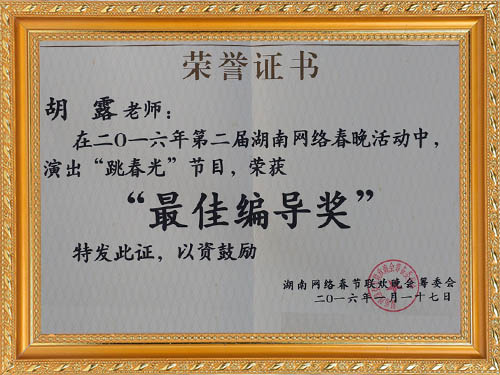 荣誉证书
胡 露老师：
在二〇一六年第二届湖南网络春晚活动中，
演出“跳春光”节目，荣获
“最佳编导奖”
特发此证，以资鼓励
湖南网络春节联欢晚会筹委会
二〇一六年一月一十七日